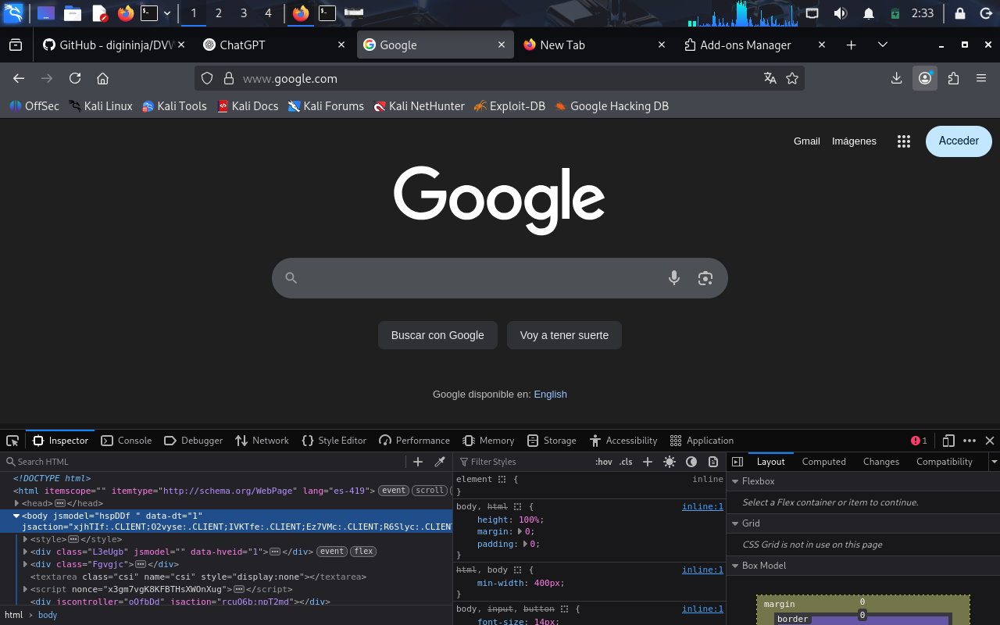 1 2 3 4 2:33
GitHub - digininja/DVW ChatGPT Google New Tab Add-ons Manager
www.google.com
OffSec Kali Linux Kali Tools Kali Docs Kali Forums Kali NetHunter Exploit-DB Google Hacking DB
Gmail Imágenes Acceder
Google
Buscar con Google Voy a tener suerte
Google disponible en: English
Inspector Console Debugger Network Style Editor Performance Memory Storage Accessibility Application 1
Search HTML
<!DOCTYPE html>
<html itemscope="" itemtype="http://schema.org/WebPage" lang="es-419"> event scroll
<head> </head>
<body jsmodel="hspDDf " data-dt="1"
jsaction="xjhTIf:.CLIENT;O2vyse:.CLIENT;IVKTfe:.CLIENT;Ez7VMc:.CLIENT;R6Slyc:.CLIENT
<style> </style>
<div class="L3eUgb" jsmodel="" data-hveid="1"> </div> event flex
<div class="Fgvgjc"> </div>
<textarea class="csi" name="csi" style="display:none"></textarea>
<script nonce="x3gm7vgK8KFBTHsXWOnXug"> </script>
<div jscontroller="oOfbDd" jsaction="rcuQ6b:npT2md"></div>
html > body
Filter Styles :hov .cls
element { inline
}
body, html { inline:1
height: 100%;
margin: 0;
padding: 0;
}
html, body { inline:1
min-width: 400px;
}
body, input, button { inline:1
font-size: 14px;
Layout Computed Changes Compatibility
Flexbox
Select a Flex container or item to continue.
Grid
CSS Grid is not in use on this page
Box Model
margin 0
border 0